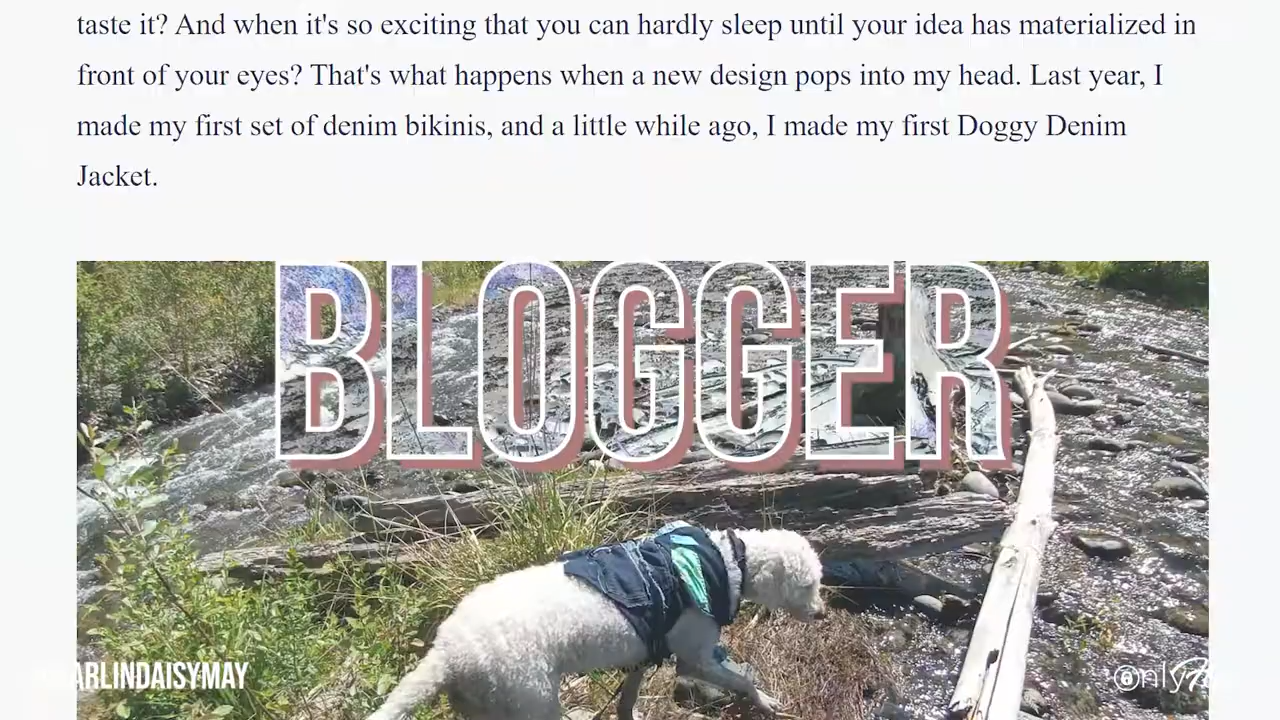 taste it? And when it's so exciting that you can hardly sleep until your idea has materialized in
front of your eyes? That's what happens when a new design pops into my head. Last year, I
made my first set of denim bikinis, and a little while ago, I made my first Doggy Denim
Jacket.
BLOGGER
ARLINDAISYMAY
only